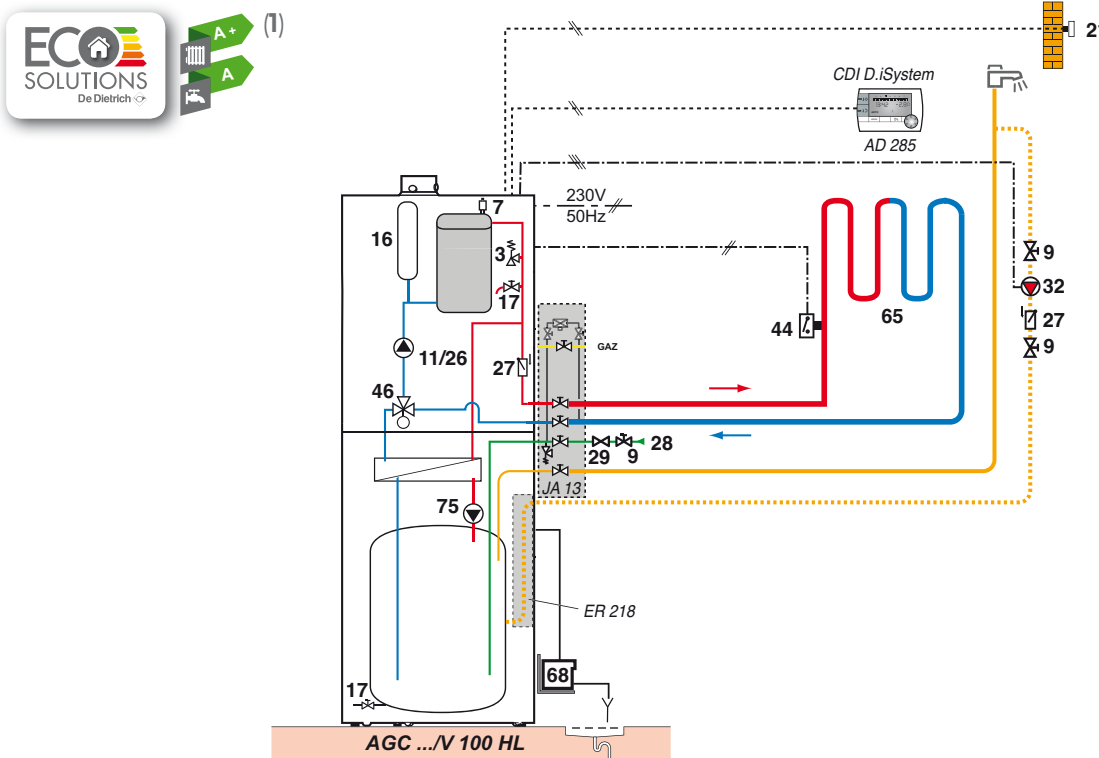 ECO
SOLUTIONS
De Dietrich
A+
A
(1)
CDI D.iSystem
AD 285
230V
50Hz
7
16
3
17
9
32
27
9
44
65
11/26
27
GAZ
46
28
29
9
JA 13
75
ER 218
68
17
AGC .../V 100 HL